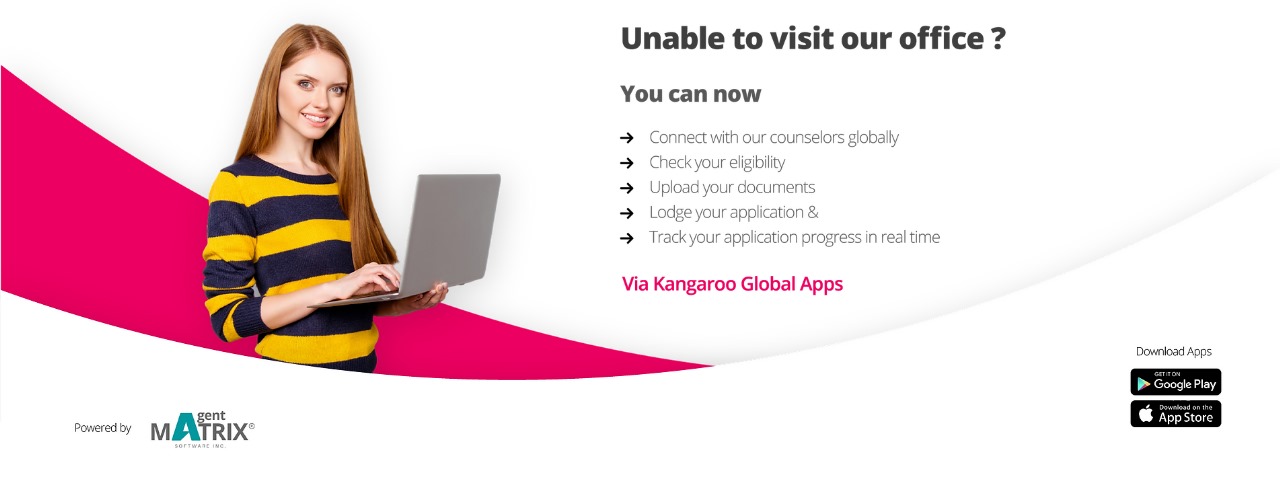 Unable to visit our office ?
You can now
→ Connect with our counselors globally
→ Check your eligibility
→ Upload your documents
→ Lodge your application &
→ Track your application progress in real time
Via Kangaroo Global Apps
Download Apps
GET IT ON
Google Play
Download on the
App Store
Powered by
gent
MATRIX®
SOFTWARE INC.